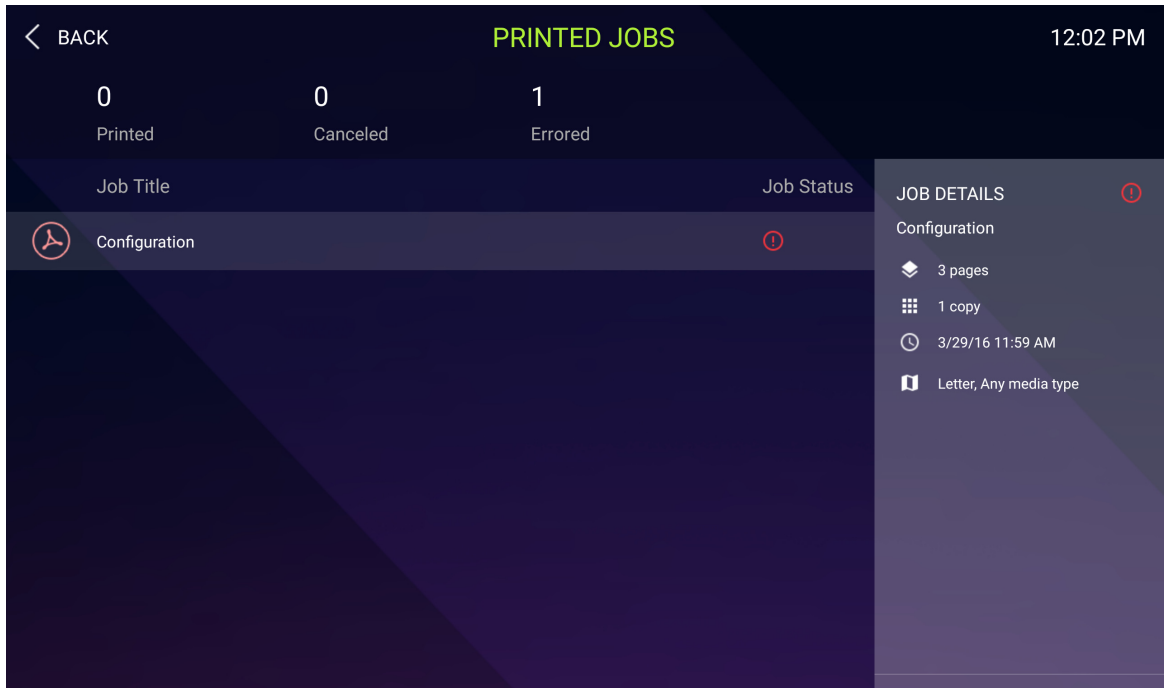 BACK
PRINTED JOBS
12:02 PM
0
0
1
Printed
Canceled
Errored
Job Title
Job Status
Configuration
JOB DETAILS
Configuration
3 pages
1 copy
3/29/16 11:59 AM
Letter, Any media type